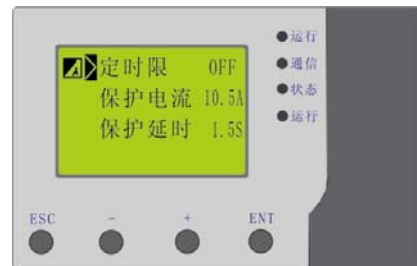 A 定时限 OFF
保护电流 10.5A
保护延时 1.5S
运行
通信
状态
运行
ESC - + ENT